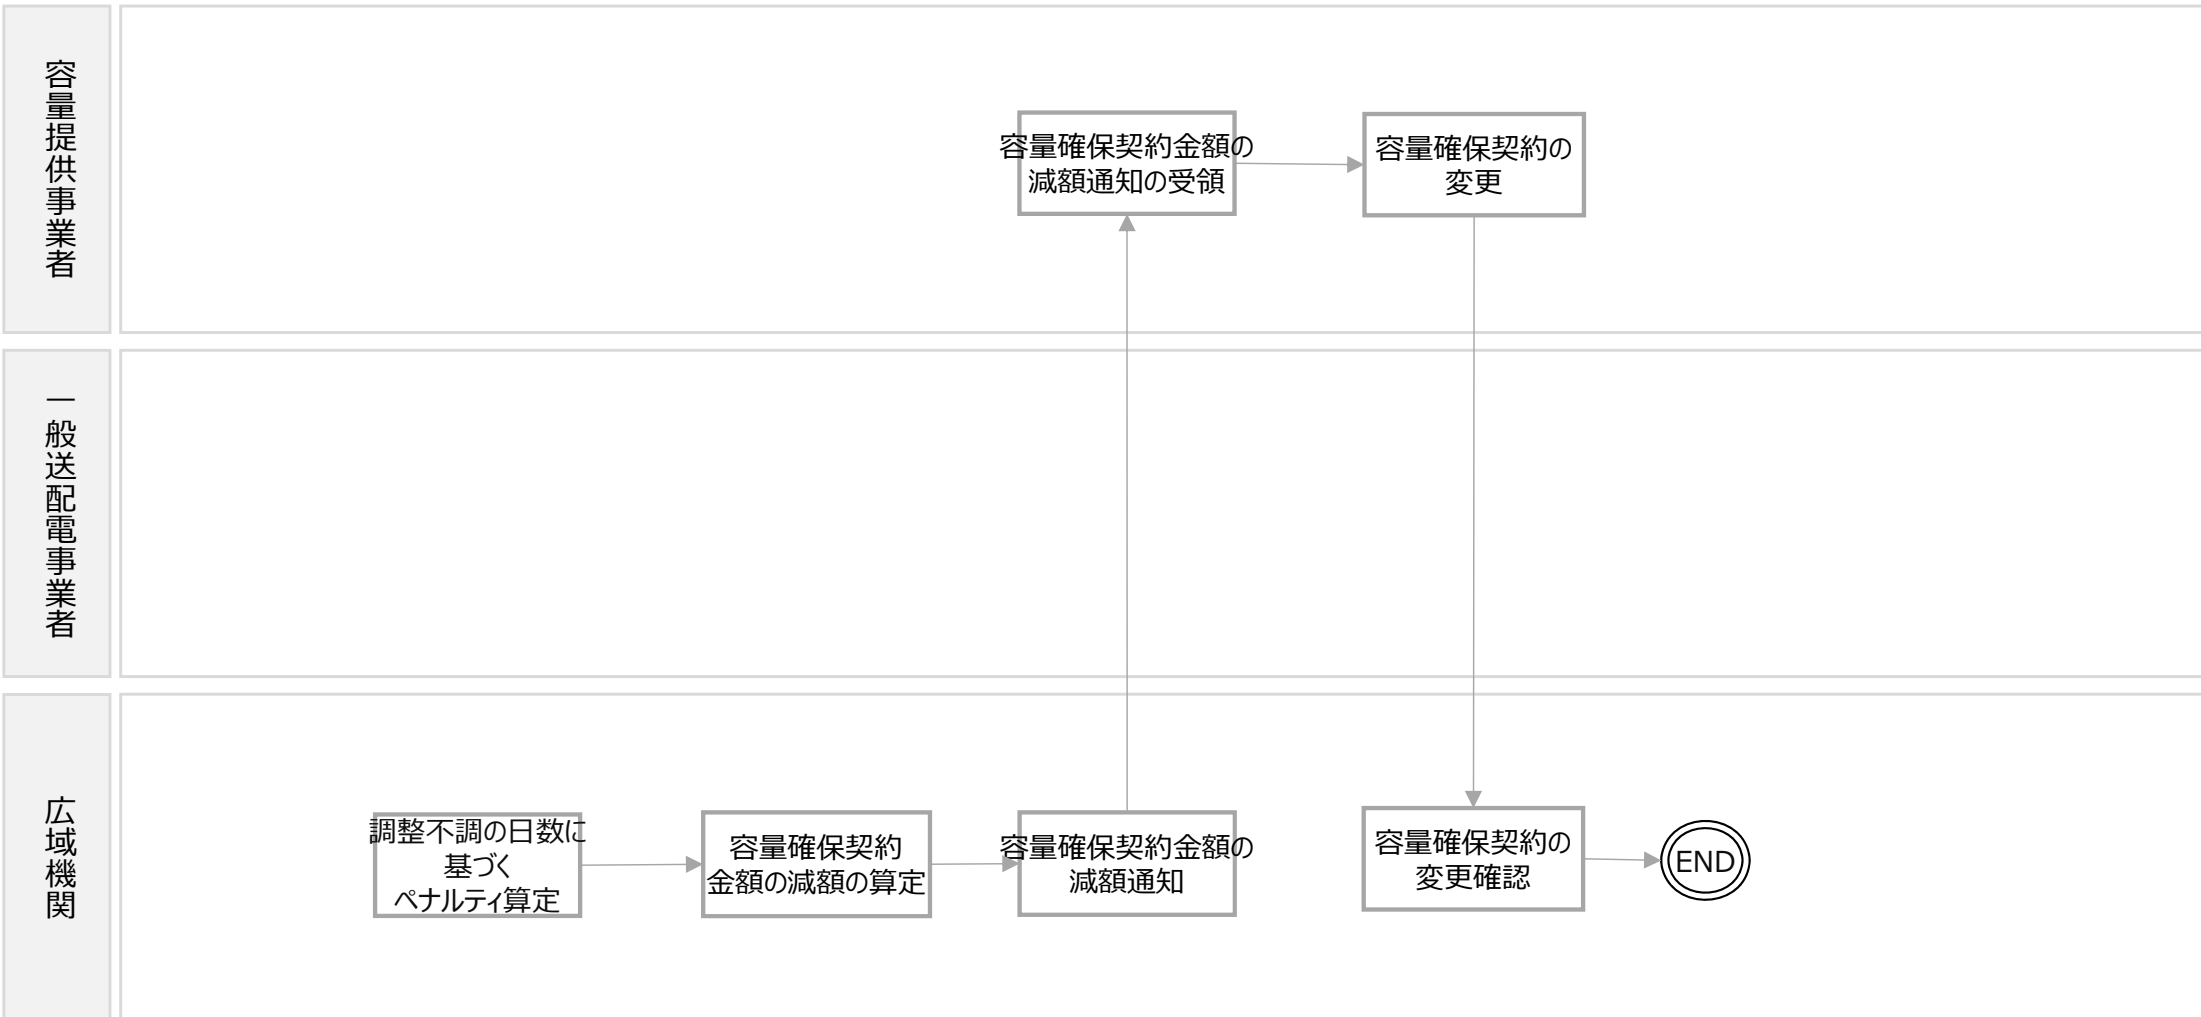 容量提供事業者
容量確保契約金額の
減額通知の受領
容量確保契約の
変更
一般送配電事業者
広域機関
調整不調の日数に
基づく
ペナルティ算定
容量確保契約
金額の減額の算定
容量確保契約金額の
減額通知
容量確保契約の
変更確認
END